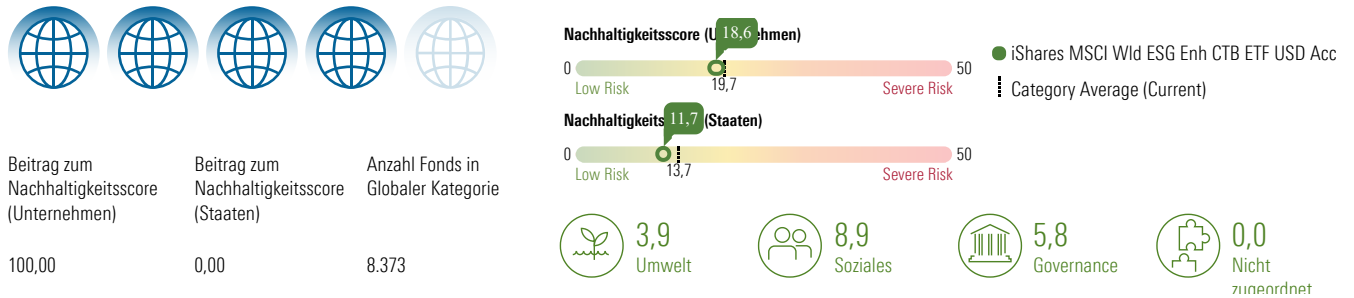 Beitrag zum
Nachhaltigkeitsscore
(Unternehmen)
100,00
Beitrag zum
Nachhaltigkeitsscore
(Staaten)
0,00
Anzahl Fonds in
Globaler Kategorie
8.373
Nachhaltigkeitsscore (U ehmen)
18,6
0
50
19,7
Low Risk
Severe Risk
Nachhaltigkeits (Staaten)
11,7
0
50
13,7
Low Risk
Severe Risk
iShares MSCI Wld ESG Enh CTB ETF USD Acc
Category Average (Current)
3,9
Umwelt
8,9
Soziales
5,8
Governance
0,0
Nicht
zugeordnet